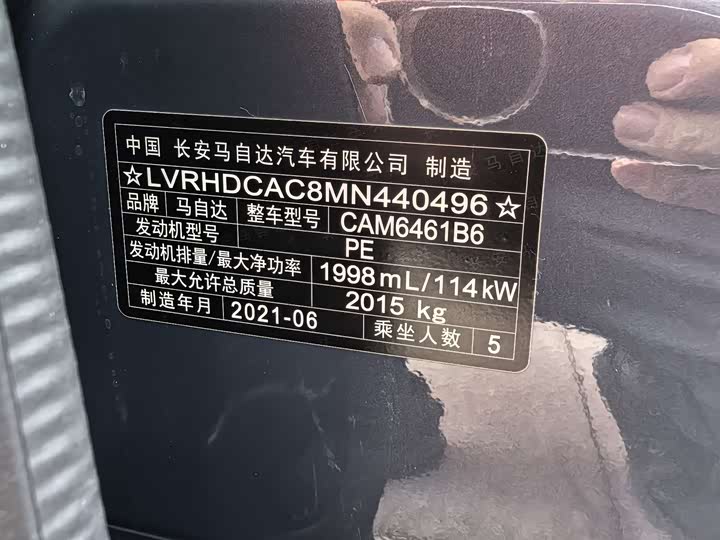 中国 长安马自达汽车有限公司 制造
☆LVRHDCAC8MN440496☆
品牌 马自达 整车型号 CAM6461B6
发动机型号 PE
发动机排量/最大净功率 1998mL/114kW
最大允许总质量 2015 kg
制造年月 2021-06 乘坐人数 5